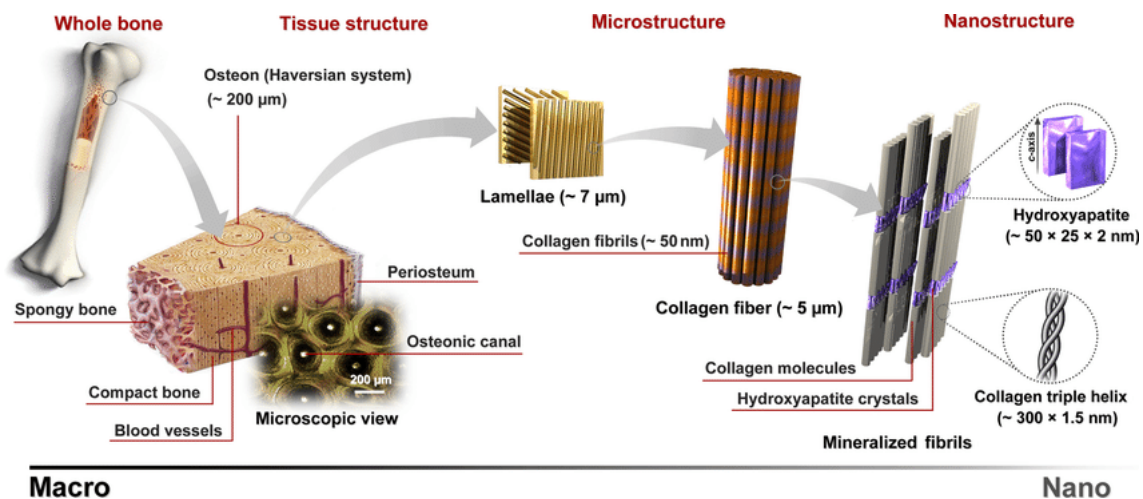 Whole bone
Tissue structure
Microstructure
Nanostructure
Osteon (Haversian system)
(~ 200 µm)
Lamellae (~ 7 µm)
Collagen fibrils (~ 50 nm)
Collagen fiber (~ 5 µm)
c-axis
Hydroxyapatite
(~ 50 × 25 × 2 nm)
Periosteum
Spongy bone
Osteonic canal
200 µm
Compact bone
Microscopic view
Blood vessels
Collagen molecules
Hydroxyapatite crystals
Collagen triple helix
(~ 300 × 1.5 nm)
Mineralized fibrils
Macro
Nano